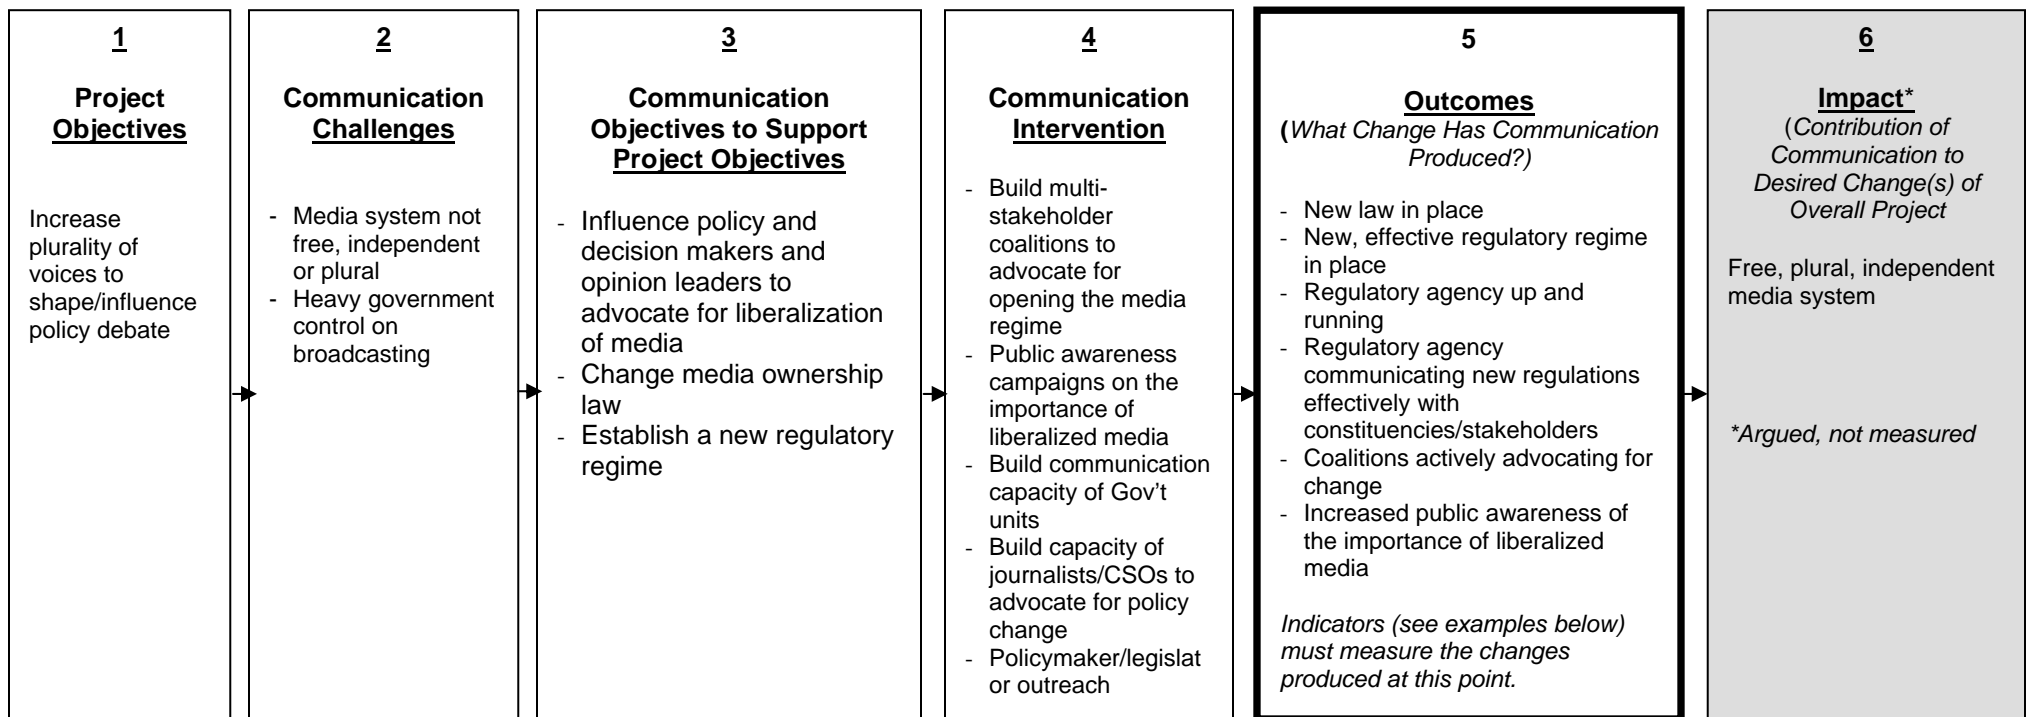 1
Project
Objectives
Increase
plurality of
voices to
shape/influence
policy debate
2
Communication
Challenges
- Media system not
free, independent
or plural
- Heavy government
control on
broadcasting
3
Communication
Objectives to Support
Project Objectives
- Influence policy and
decision makers and
opinion leaders to
advocate for liberalization
of media
- Change media ownership
law
- Establish a new regulatory
regime
4
Communication
Intervention
- Build multi-
stakeholder
coalitions to
advocate for
opening the media
regime
- Public awareness
campaigns on the
importance of
liberalized media
- Build communication
capacity of Gov't
units
- Build capacity of
journalists/CSOs to
advocate for policy
change
- Policymaker/legislat
or outreach
5
Outcomes
(What Change Has Communication
Produced?)
- New law in place
- New, effective regulatory regime
in place
- Regulatory agency up and
running
- Regulatory agency
communicating new regulations
effectively with
constituencies/stakeholders
- Coalitions actively advocating for
change
- Increased public awareness of
the importance of liberalized
media
Indicators (see examples below)
must measure the changes
produced at this point.
6
Impact*
(Contribution of
Communication to
Desired Change(s) of
Overall Project
Free, plural, independent
media system
*Argued, not measured